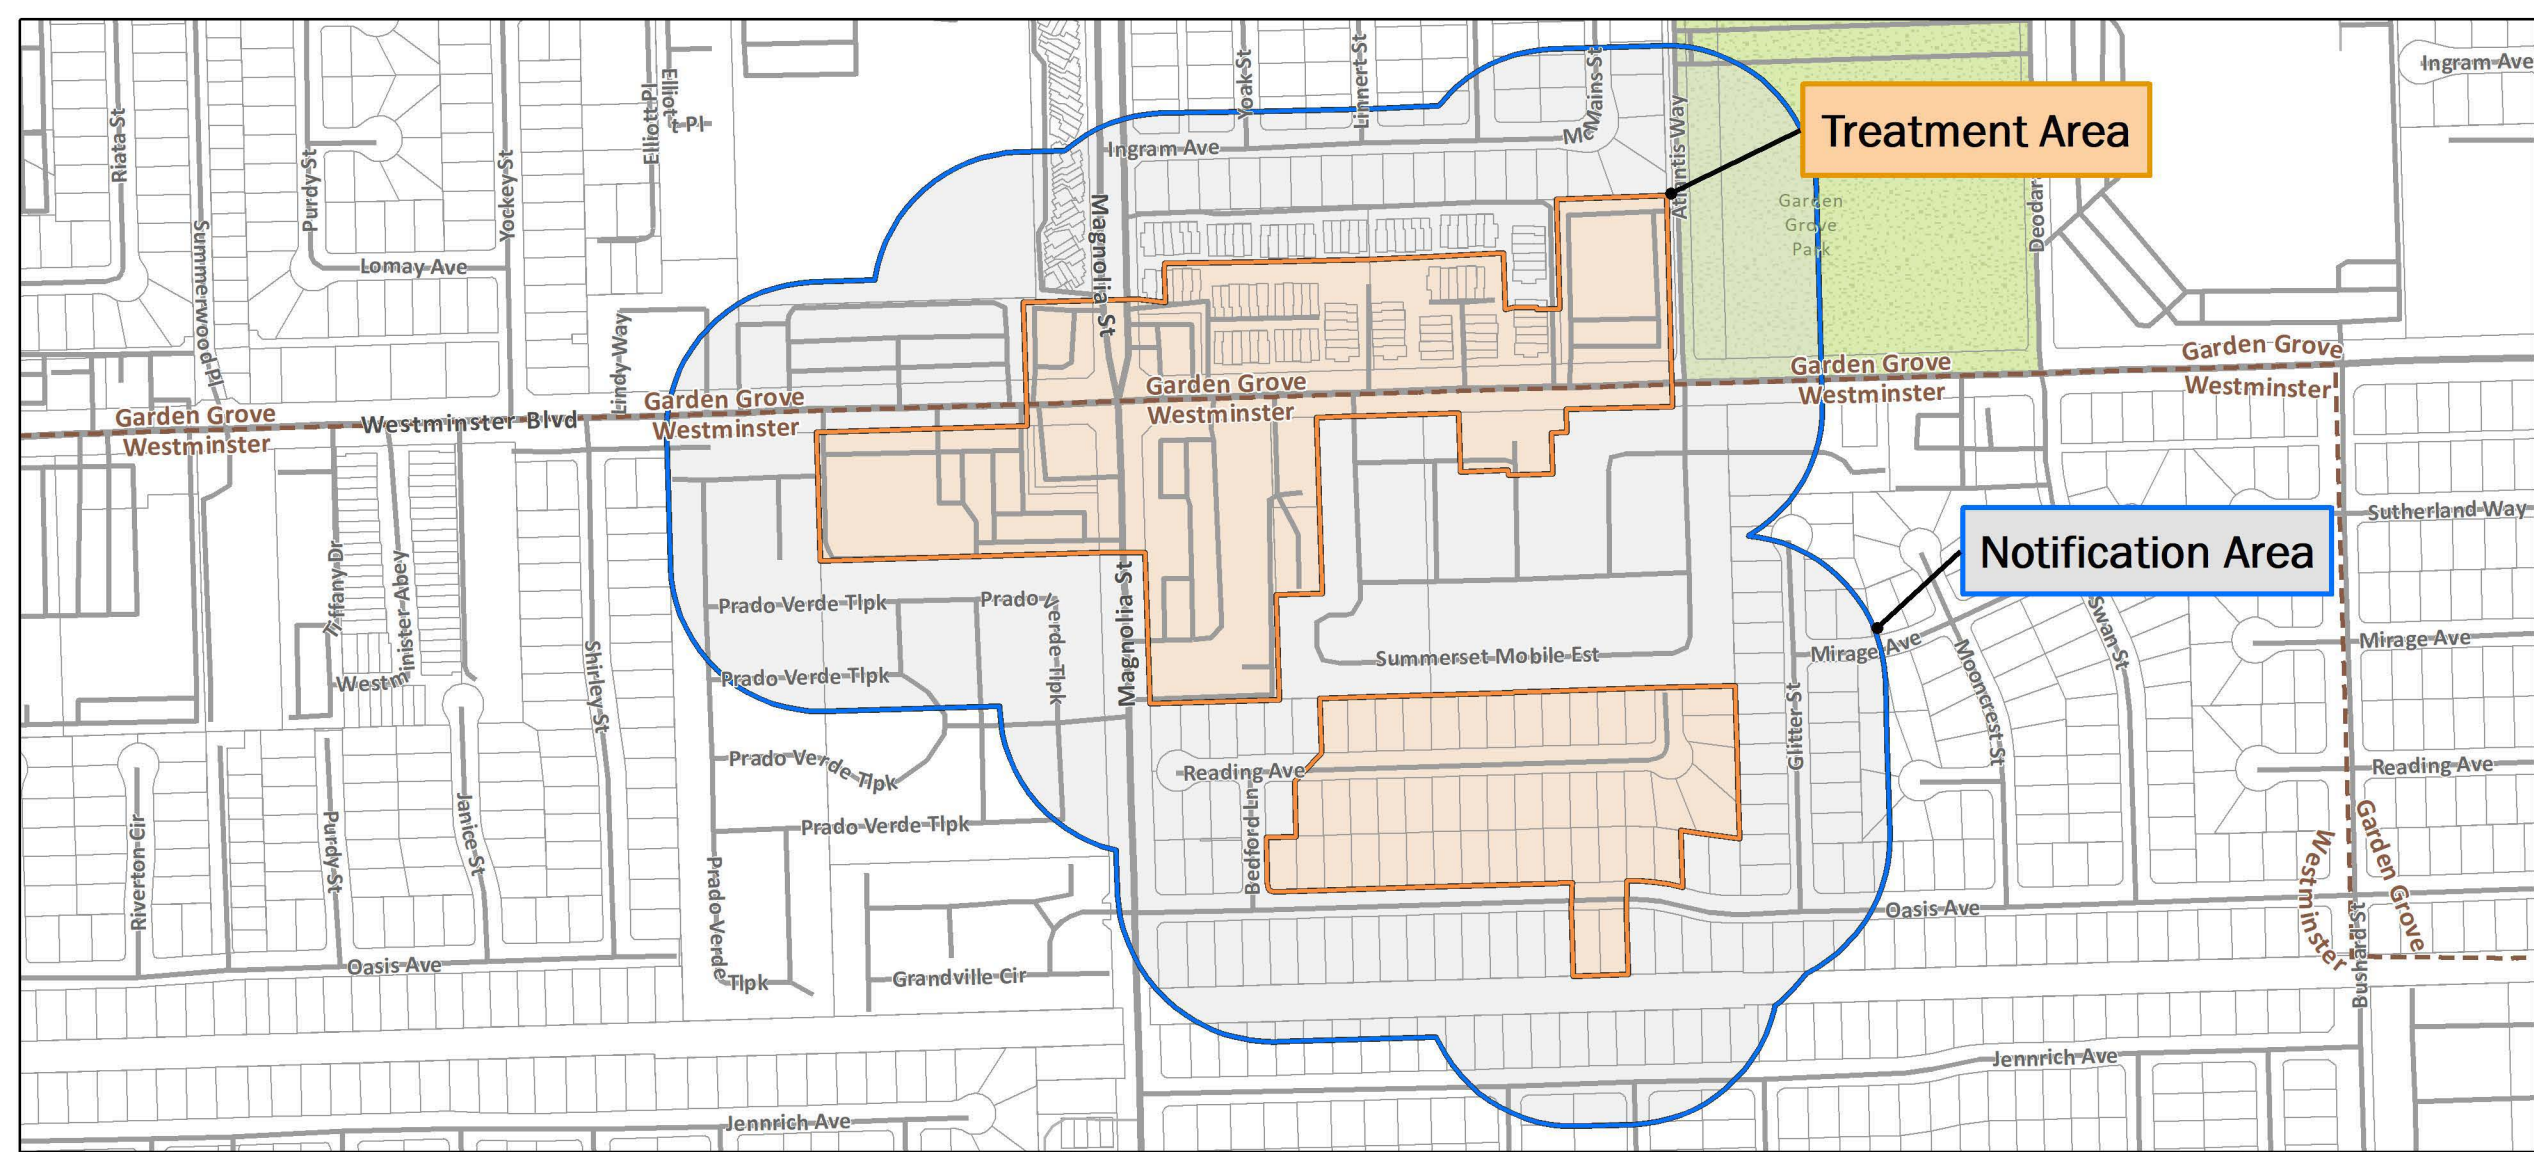 Ingram Ave
Riata St
Purdy St
Yockey St
Elliott Pl
Elliot
t Pl
Yoak St
Linnert St
McMains St
Ingram Ave
Atlantis Way
Treatment Area
Garden
Grove
Park
Deodar
Summerwood Pl
Lomay Ave
Lindy Way
Magnolia St
Garden Grove
Westminster
Westminster Blvd
Garden Grove
Westminster
Garden Grove
Westminster
Garden Grove
Westminster
Garden Grove
Westminster
Sutherland Way
Notification Area
Tiffany Dr
Westminister Abey
Shirley St
Prado Verde Tlpk
Prado Verde Tlpk
Prado Verde Tlpk
Magnolia St
Summerset Mobile Est
Mirage Ave
Mooncrest St
Swan St
Mirage Ave
Glitter St
Prado Verde Tlpk
Reading Ave
Reading Ave
Riverton Cir
Purdy St
Janice St
Prado Verde Tlpk
Bedford Ln
Prado Verde
Tlpk
Oasis Ave
Oasis Ave
Grandville Cir
Garden Grove
Westminster
Bushard St
Jennrich Ave
Jennrich Ave